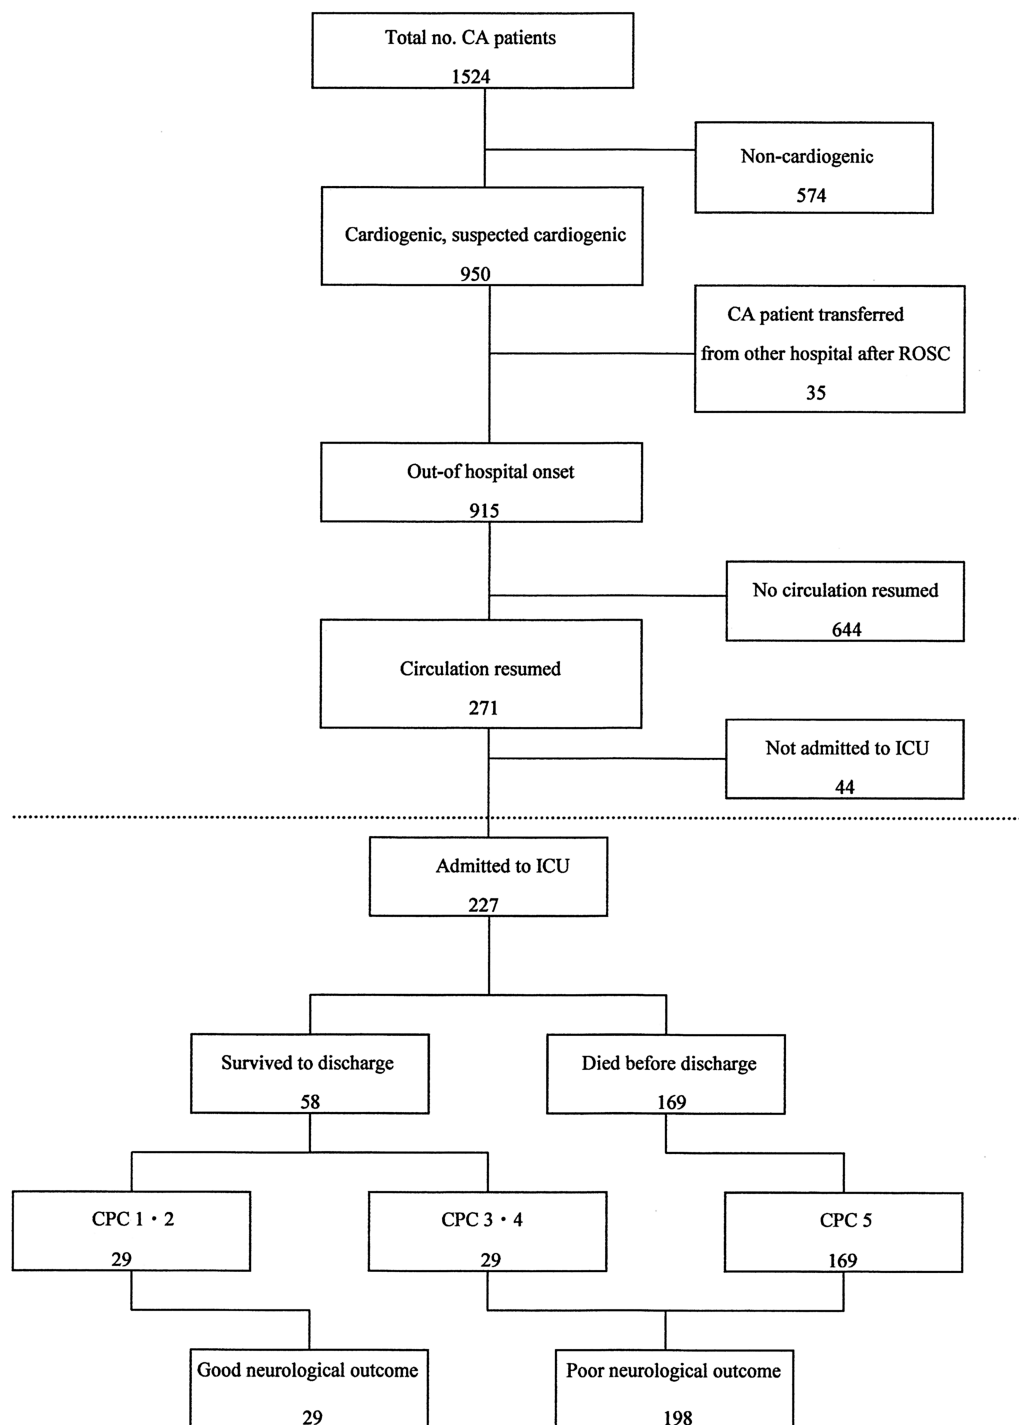 Total no. CA patients
1524
Non-cardiogenic
574
Cardiogenic, suspected cardiogenic
950
CA patient transferred
from other hospital after ROSC
35
Out-of hospital onset
915
No circulation resumed
644
Circulation resumed
271
Not admitted to ICU
44
Admitted to ICU
227
Survived to discharge
58
Died before discharge
169
CPC 1・2
29
CPC 3・4
29
CPC 5
169
Good neurological outcome
29
Poor neurological outcome
198